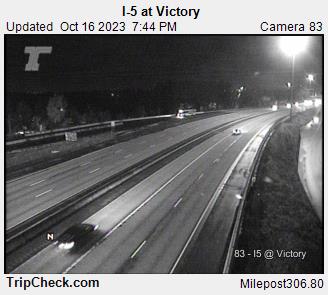 I-5 at Victory
Updated Oct 16 2023 7:44 PM Camera 83
T
N
83 - I5 @ Victory
TripCheck.com Milepost306.80